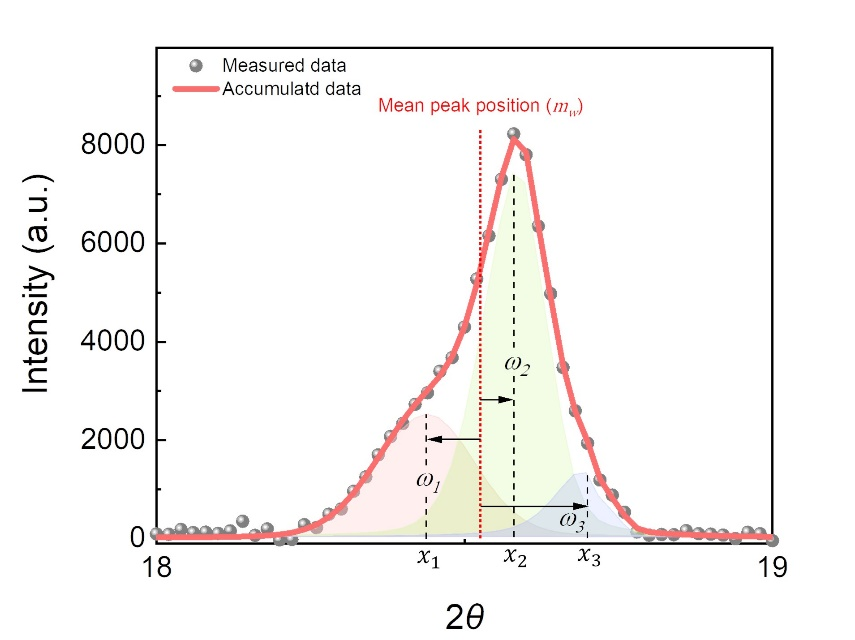 Measured data
Accumulatd data
Mean peak position (m_w)
Intensity (a.u.)
8000
6000
4000
2000
0
ω₂
ω₁
ω₃
x₁ x₂ x₃
18 19
2θ